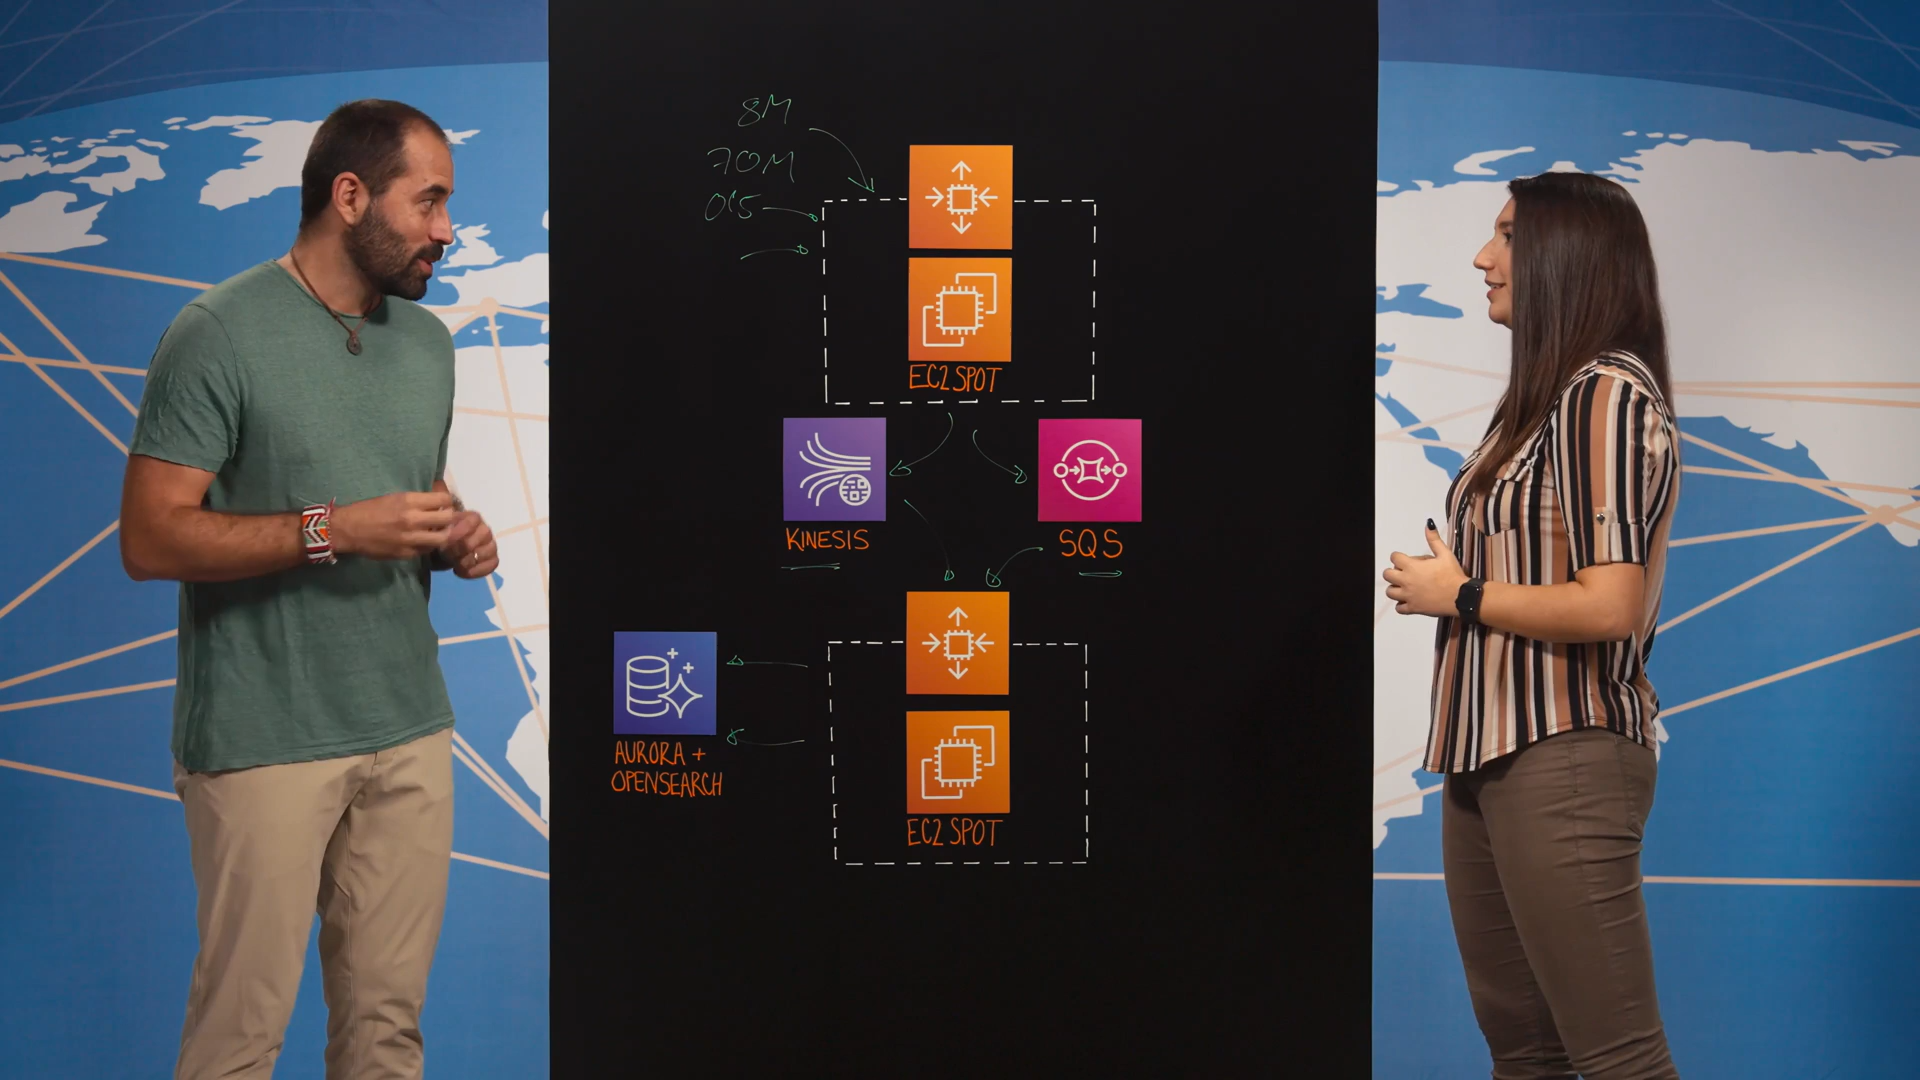 8M
70M
0'5
EC2 SPOT
KINESIS
SQS
AURORA +
OPENSEARCH
EC2 SPOT